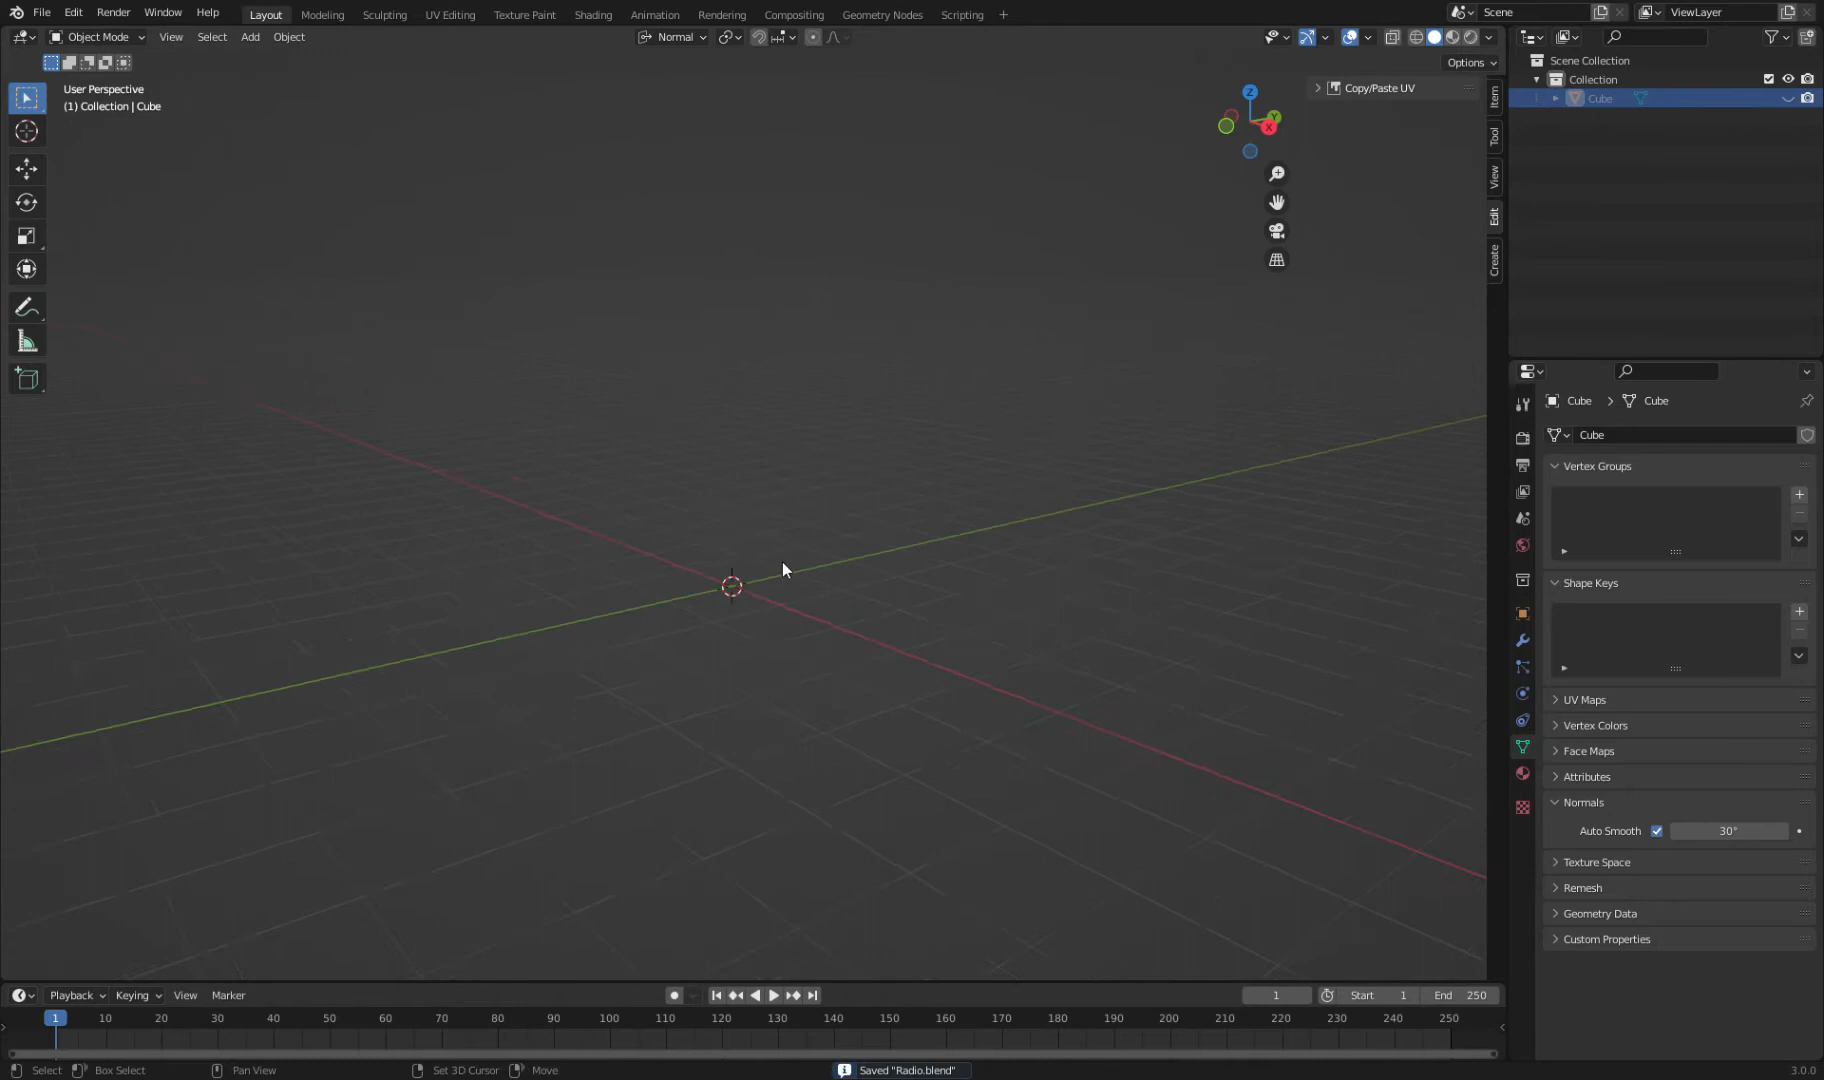 File Edit Render Window Help Layout Modeling Sculpting UV Editing Texture Paint Shading Animation Rendering Compositing Geometry Nodes Scripting + Scene ViewLayer
Object Mode View Select Add Object Normal
Options
User Perspective
(1) Collection | Cube
Copy/Paste UV
Z
Y
X
Item
Tool
View
Edit
Create
Scene Collection
Collection
Cube
Cube > Cube
Cube
Vertex Groups
Shape Keys
UV Maps
Vertex Colors
Face Maps
Attributes
Normals
Auto Smooth 30°
Texture Space
Remesh
Geometry Data
Custom Properties
Playback Keying View Marker 1 Start 1 End 250
1 10 20 30 40 50 60 70 80 90 100 110 120 130 140 150 160 170 180 190 200 210 220 230 240 250
Select Box Select Pan View Set 3D Cursor Move Saved "Radio.blend" 3.0.0